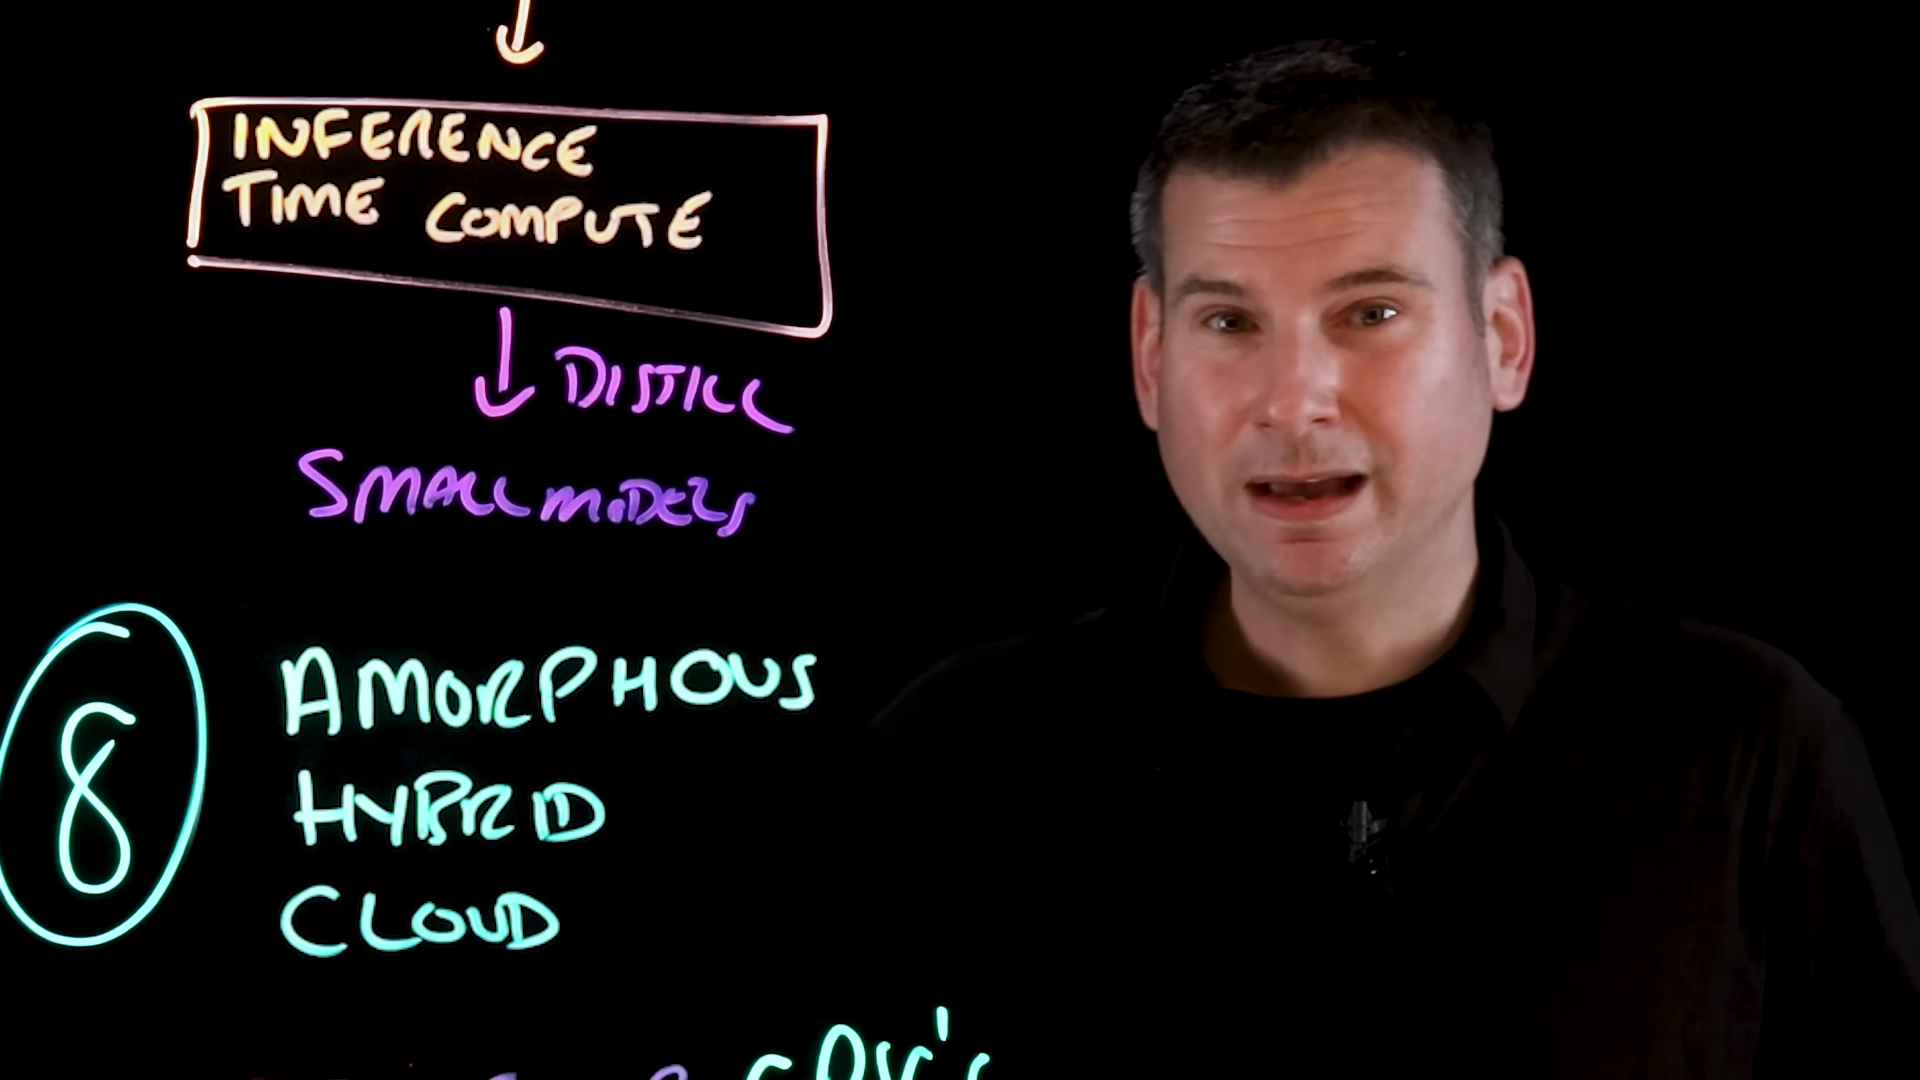 INFERENCE
TIME COMPUTE
DISTILL
SMALL MODELS
8
AMORPHOUS
HYBRID
CLOUD